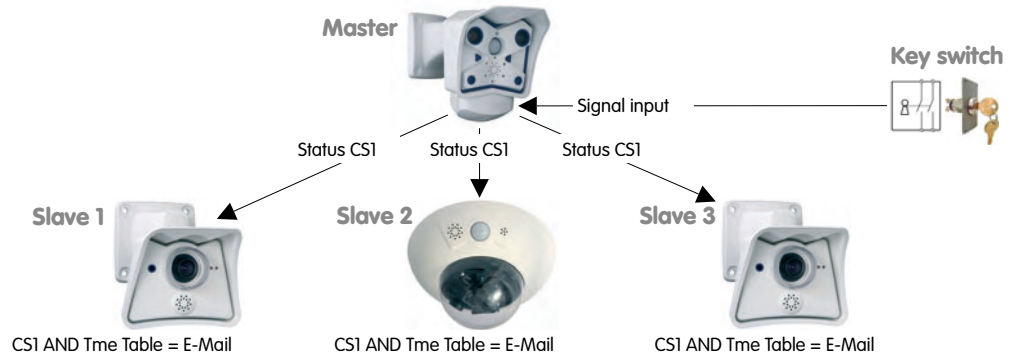 Master
Key switch
Signal input
Status CS1
Status CS1
Status CS1
Slave 1
Slave 2
Slave 3
CS1 AND Tme Table = E-Mail
CS1 AND Tme Table = E-Mail
CS1 AND Tme Table = E-Mail